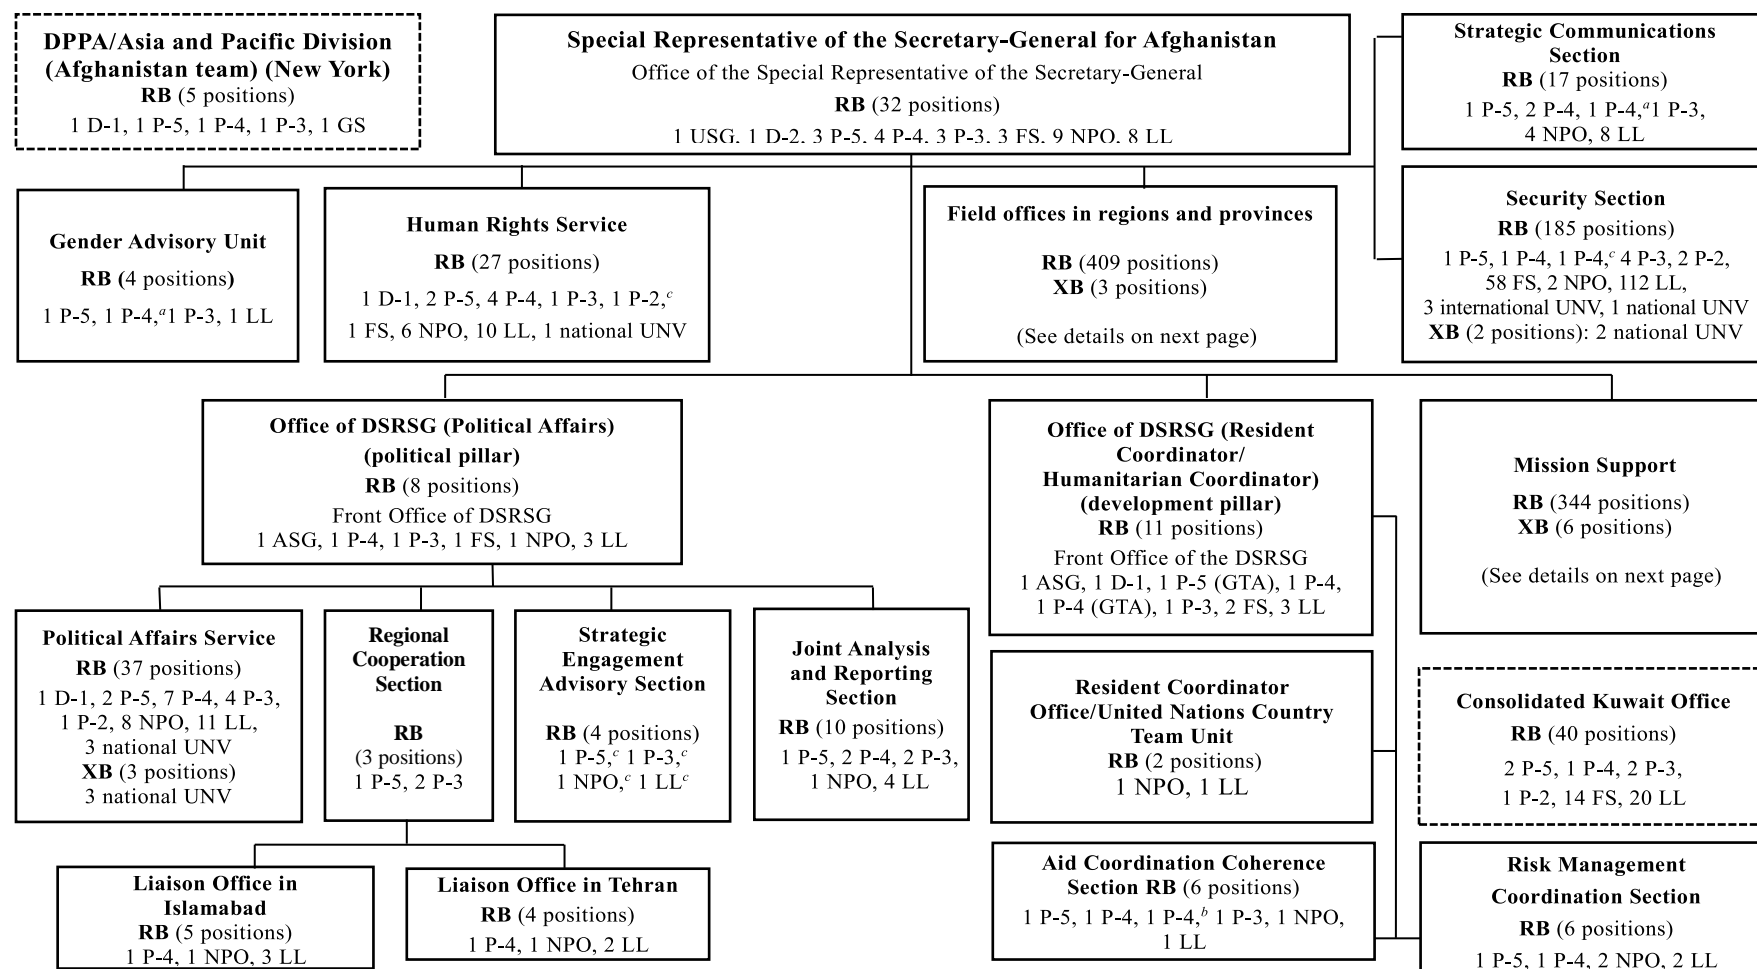 DPPA/Asia and Pacific Division
(Afghanistan team) (New York)
RB (5 positions)
1 D-1, 1 P-5, 1 P-4, 1 P-3, 1 GS
Special Representative of the Secretary-General for Afghanistan
Office of the Special Representative of the Secretary-General
RB (32 positions)
1 USG, 1 D-2, 3 P-5, 4 P-4, 3 P-3, 3 FS, 9 NPO, 8 LL
Strategic Communications
Section
RB (17 positions)
1 P-5, 2 P-4, 1 P-4,a1 P-3,
4 NPO, 8 LL
Gender Advisory Unit
RB (4 positions)
1 P-5, 1 P-4,a1 P-3, 1 LL
Human Rights Service
RB (27 positions)
1 D-1, 2 P-5, 4 P-4, 1 P-3, 1 P-2,c
1 FS, 6 NPO, 10 LL, 1 national UNV
Field offices in regions and provinces
RB (409 positions)
XB (3 positions)
(See details on next page)
Security Section
RB (185 positions)
1 P-5, 1 P-4, 1 P-4,c 4 P-3, 2 P-2,
58 FS, 2 NPO, 112 LL,
3 international UNV, 1 national UNV
XB (2 positions): 2 national UNV
Office of DSRSG (Political Affairs)
(political pillar)
RB (8 positions)
Front Office of DSRSG
1 ASG, 1 P-4, 1 P-3, 1 FS, 1 NPO, 3 LL
Office of DSRSG (Resident
Coordinator/
Humanitarian Coordinator)
(development pillar)
RB (11 positions)
Front Office of the DSRSG
1 ASG, 1 D-1, 1 P-5 (GTA), 1 P-4,
1 P-4 (GTA), 1 P-3, 2 FS, 3 LL
Mission Support
RB (344 positions)
XB (6 positions)
(See details on next page)
Political Affairs Service
RB (37 positions)
1 D-1, 2 P-5, 7 P-4, 4 P-3,
1 P-2, 8 NPO, 11 LL,
3 national UNV
XB (3 positions)
3 national UNV
Regional
Cooperation
Section
RB
(3 positions)
1 P-5, 2 P-3
Strategic
Engagement
Advisory Section
RB (4 positions)
1 P-5,c 1 P-3,c
1 NPO,c 1 LLc
Joint Analysis
and Reporting
Section
RB (10 positions)
1 P-5, 2 P-4, 2 P-3,
1 NPO, 4 LL
Resident Coordinator
Office/United Nations Country
Team Unit
RB (2 positions)
1 NPO, 1 LL
Consolidated Kuwait Office
RB (40 positions)
2 P-5, 1 P-4, 2 P-3,
1 P-2, 14 FS, 20 LL
Liaison Office in
Islamabad
RB (5 positions)
1 P-4, 1 NPO, 3 LL
Liaison Office in Tehran
RB (4 positions)
1 P-4, 1 NPO, 2 LL
Aid Coordination Coherence
Section RB (6 positions)
1 P-5, 1 P-4, 1 P-4,b 1 P-3, 1 NPO,
1 LL
Risk Management
Coordination Section
RB (6 positions)
1 P-5, 1 P-4, 2 NPO, 2 LL